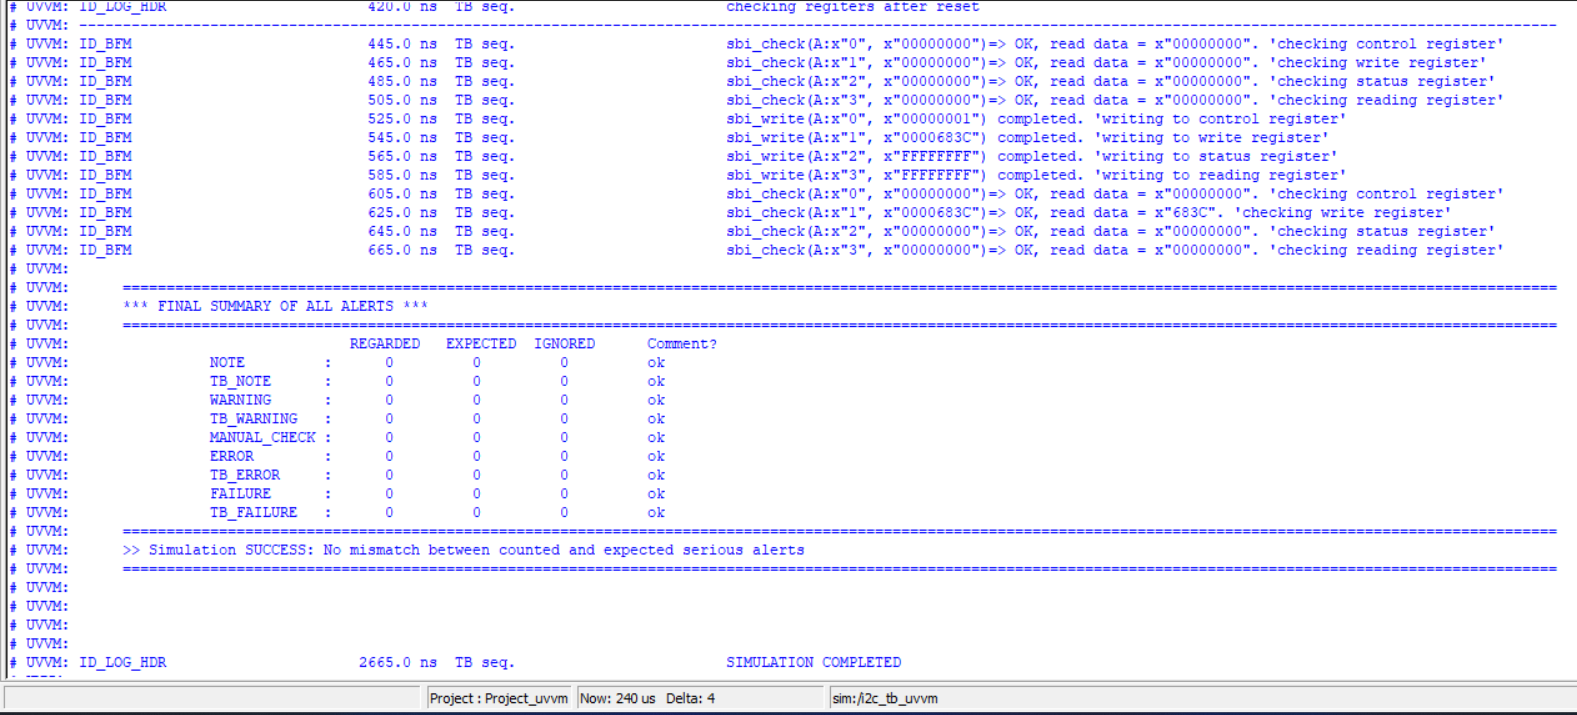 # UVVM: ID_LOG_HDR 420.0 ns TB seq. checking regiters after reset
# UVVM: ------------------------------------------------------------------------------------------------------------------------------------------------------------------------
# UVVM: ID_BFM 445.0 ns TB seq. sbi_check(A:x"0", x"00000000")=> OK, read data = x"00000000". 'checking control register'
# UVVM: ID_BFM 465.0 ns TB seq. sbi_check(A:x"1", x"00000000")=> OK, read data = x"00000000". 'checking write register'
# UVVM: ID_BFM 485.0 ns TB seq. sbi_check(A:x"2", x"00000000")=> OK, read data = x"00000000". 'checking status register'
# UVVM: ID_BFM 505.0 ns TB seq. sbi_check(A:x"3", x"00000000")=> OK, read data = x"00000000". 'checking reading register'
# UVVM: ID_BFM 525.0 ns TB seq. sbi_write(A:x"0", x"00000001") completed. 'writing to control register'
# UVVM: ID_BFM 545.0 ns TB seq. sbi_write(A:x"1", x"0000683C") completed. 'writing to write register'
# UVVM: ID_BFM 565.0 ns TB seq. sbi_write(A:x"2", x"FFFFFFFF") completed. 'writing to status register'
# UVVM: ID_BFM 585.0 ns TB seq. sbi_write(A:x"3", x"FFFFFFFF") completed. 'writing to reading register'
# UVVM: ID_BFM 605.0 ns TB seq. sbi_check(A:x"0", x"00000000")=> OK, read data = x"00000000". 'checking control register'
# UVVM: ID_BFM 625.0 ns TB seq. sbi_check(A:x"1", x"0000683C")=> OK, read data = x"683C". 'checking write register'
# UVVM: ID_BFM 645.0 ns TB seq. sbi_check(A:x"2", x"00000000")=> OK, read data = x"00000000". 'checking status register'
# UVVM: ID_BFM 665.0 ns TB seq. sbi_check(A:x"3", x"00000000")=> OK, read data = x"00000000". 'checking reading register'
# UVVM:
# UVVM: ====================================================================================================================================================================
# UVVM: *** FINAL SUMMARY OF ALL ALERTS ***
# UVVM: ====================================================================================================================================================================
# UVVM: REGARDED EXPECTED IGNORED Comment?
# UVVM: NOTE : 0 0 0 ok
# UVVM: TB_NOTE : 0 0 0 ok
# UVVM: WARNING : 0 0 0 ok
# UVVM: TB_WARNING : 0 0 0 ok
# UVVM: MANUAL_CHECK : 0 0 0 ok
# UVVM: ERROR : 0 0 0 ok
# UVVM: TB_ERROR : 0 0 0 ok
# UVVM: FAILURE : 0 0 0 ok
# UVVM: TB_FAILURE : 0 0 0 ok
# UVVM: ====================================================================================================================================================================
# UVVM: >> Simulation SUCCESS: No mismatch between counted and expected serious alerts
# UVVM: ====================================================================================================================================================================
# UVVM:
# UVVM:
# UVVM:
# UVVM:
# UVVM: ID_LOG_HDR 2665.0 ns TB seq. SIMULATION COMPLETED
Project : Project_uvvm Now: 240 us Delta: 4 sim:/i2c_tb_uvvm